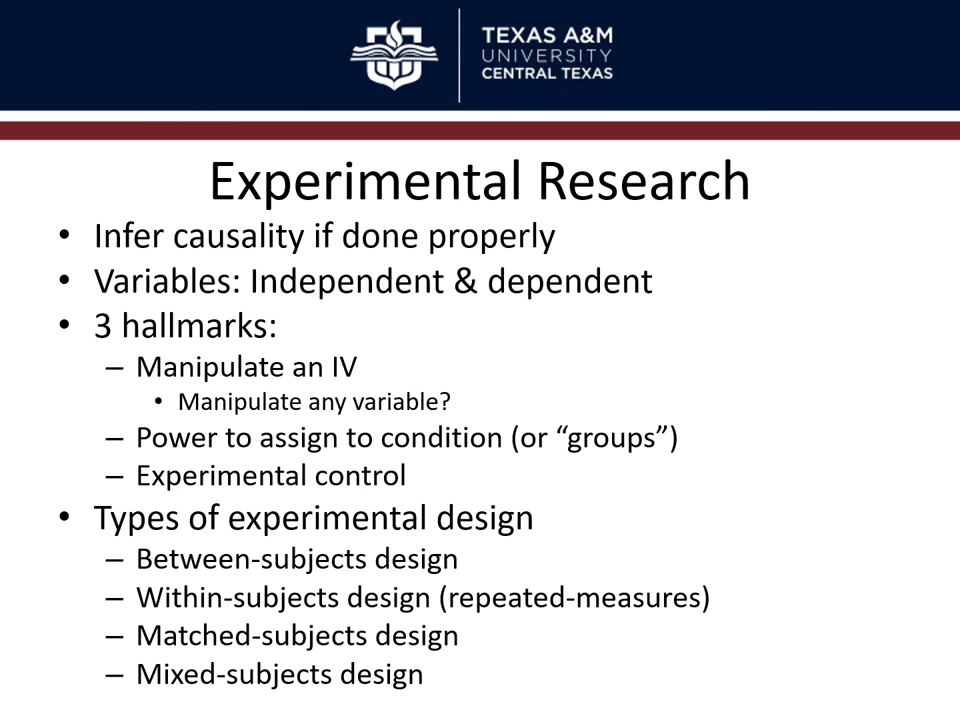 TEXAS A&M
UNIVERSITY
CENTRAL TEXAS
Experimental Research
• Infer causality if done properly
• Variables: Independent & dependent
• 3 hallmarks:
– Manipulate an IV
• Manipulate any variable?
– Power to assign to condition (or “groups”)
– Experimental control
• Types of experimental design
– Between-subjects design
– Within-subjects design (repeated-measures)
– Matched-subjects design
– Mixed-subjects design